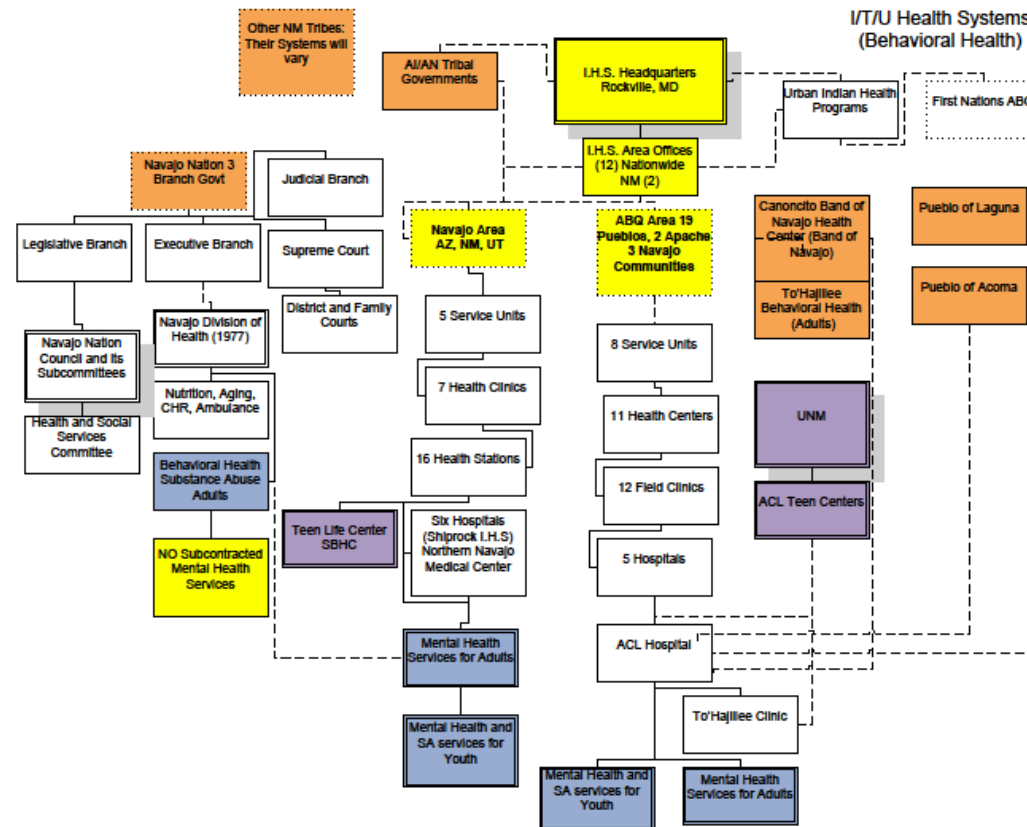 I/T/U Health Systems
(Behavioral Health)
Other NM Tribes:
Their Systems will
vary
AI/AN Tribal
Governments
I.H.S. Headquarters
Rockville, MD
Urban Indian Health
Programs
First Nations ABQ
I.H.S. Area Offices
(12) Nationwide
NM (2)
Navajo Nation 3
Branch Govt
Judicial Branch
Legislative Branch
Executive Branch
Supreme Court
District and Family
Courts
Navajo Area
AZ, NM, UT
ABQ Area 19
Pueblos, 2 Apache
3 Navajo
Communities
Canoncito Band of
Navajo Health
Center (Band of
Navajo)
To'Hajiilee
Behavioral Health
(Adults)
Pueblo of Laguna
Pueblo of Acoma
Navajo Nation
Council and Its
Subcommittees
Navajo Division of
Health (1977)
5 Service Units
8 Service Units
Health and Social
Services
Committee
Nutrition, Aging,
CHR, Ambulance
7 Health Clinics
11 Health Centers
UNM
Behavioral Health
Substance Abuse
Adults
16 Health Stations
12 Field Clinics
ACL Teen Centers
NO Subcontracted
Mental Health
Services
Teen Life Center
SBHC
Six Hospitals
(Shiprock I.H.S)
Northern Navajo
Medical Center
5 Hospitals
Mental Health
Services for Adults
ACL Hospital
Mental Health and
SA services for
Youth
To'Hajiilee Clinic
Mental Health and
SA services for
Youth
Mental Health
Services for Adults